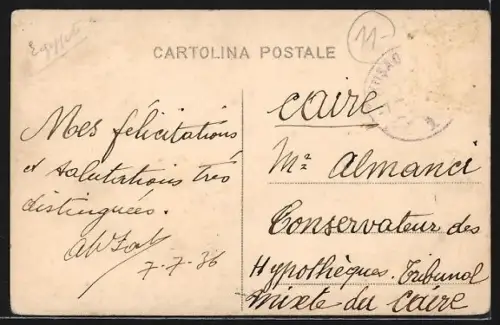 Egypte
11-
CARTOLINA POSTALE
Mes félicitations
et salutations très
distinguées.
7-7-36
Caire
Mr Almanci
Conservateur des
Hypothèques. Tribunal
mixte du Caire